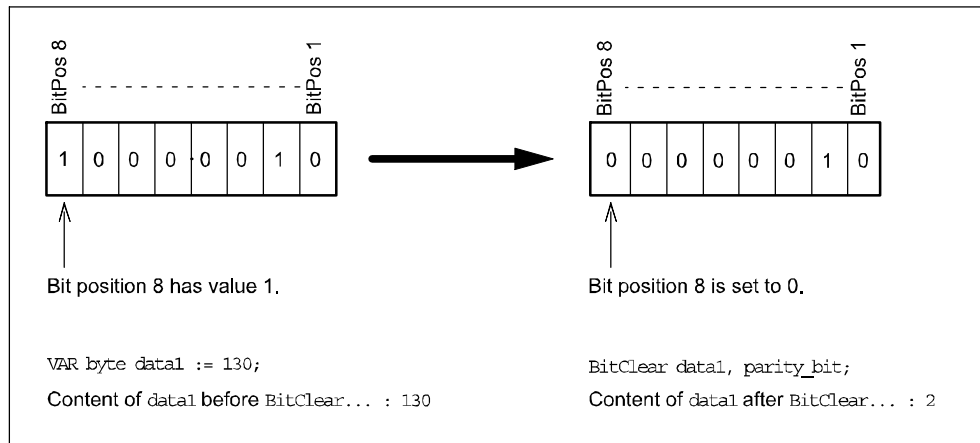 BitPos 8
BitPos 1
1 0 0 0 0 0 1 0
Bit position 8 has value 1.
VAR byte data1 := 130;
Content of data1 before BitClear... : 130
BitPos 8
BitPos 1
0 0 0 0 0 0 1 0
Bit position 8 is set to 0.
BitClear data1, parity_bit;
Content of data1 after BitClear... : 2